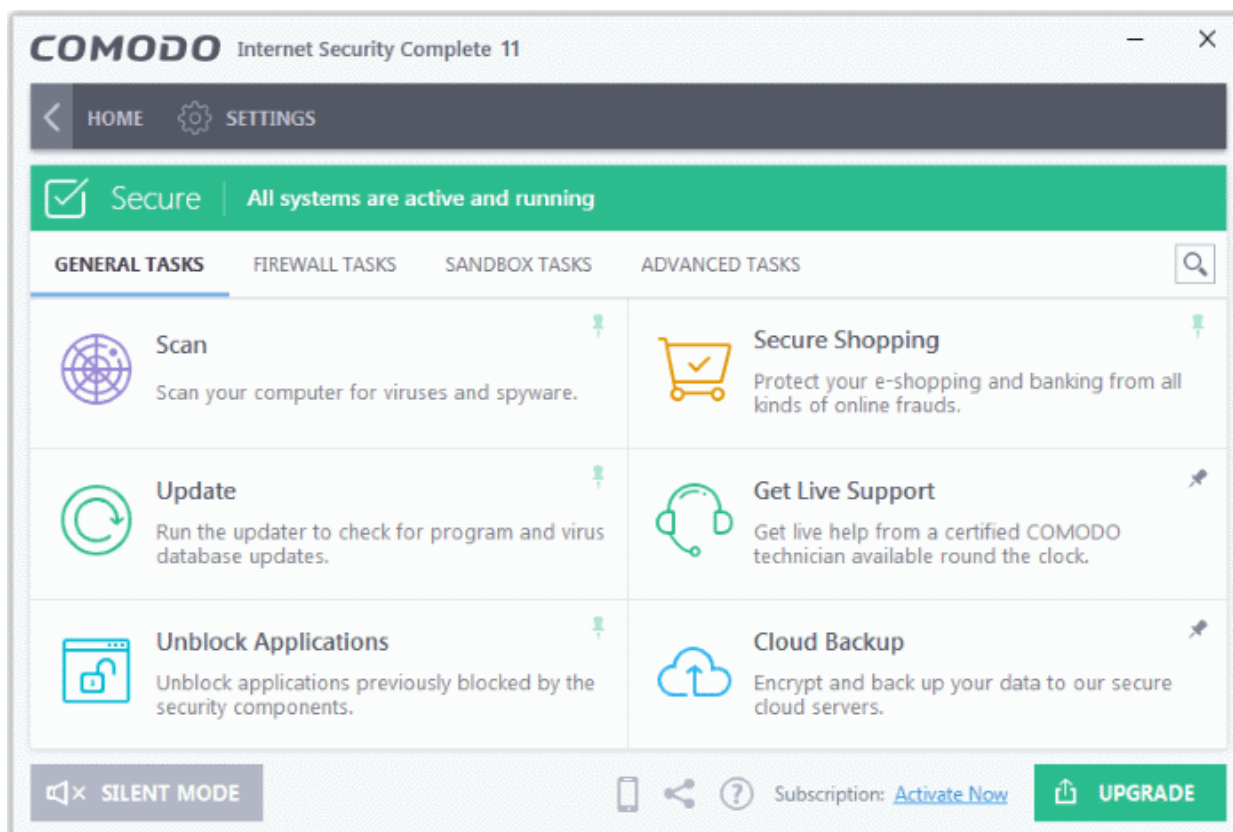 COMODO Internet Security Complete 11
HOME SETTINGS
Secure All systems are active and running
GENERAL TASKS FIREWALL TASKS SANDBOX TASKS ADVANCED TASKS
Scan
Scan your computer for viruses and spyware.
Secure Shopping
Protect your e-shopping and banking from all
kinds of online frauds.
Update
Run the updater to check for program and virus
database updates.
Get Live Support
Get live help from a certified COMODO
technician available round the clock.
Unblock Applications
Unblock applications previously blocked by the
security components.
Cloud Backup
Encrypt and back up your data to our secure
cloud servers.
SILENT MODE ? Subscription: Activate Now UPGRADE